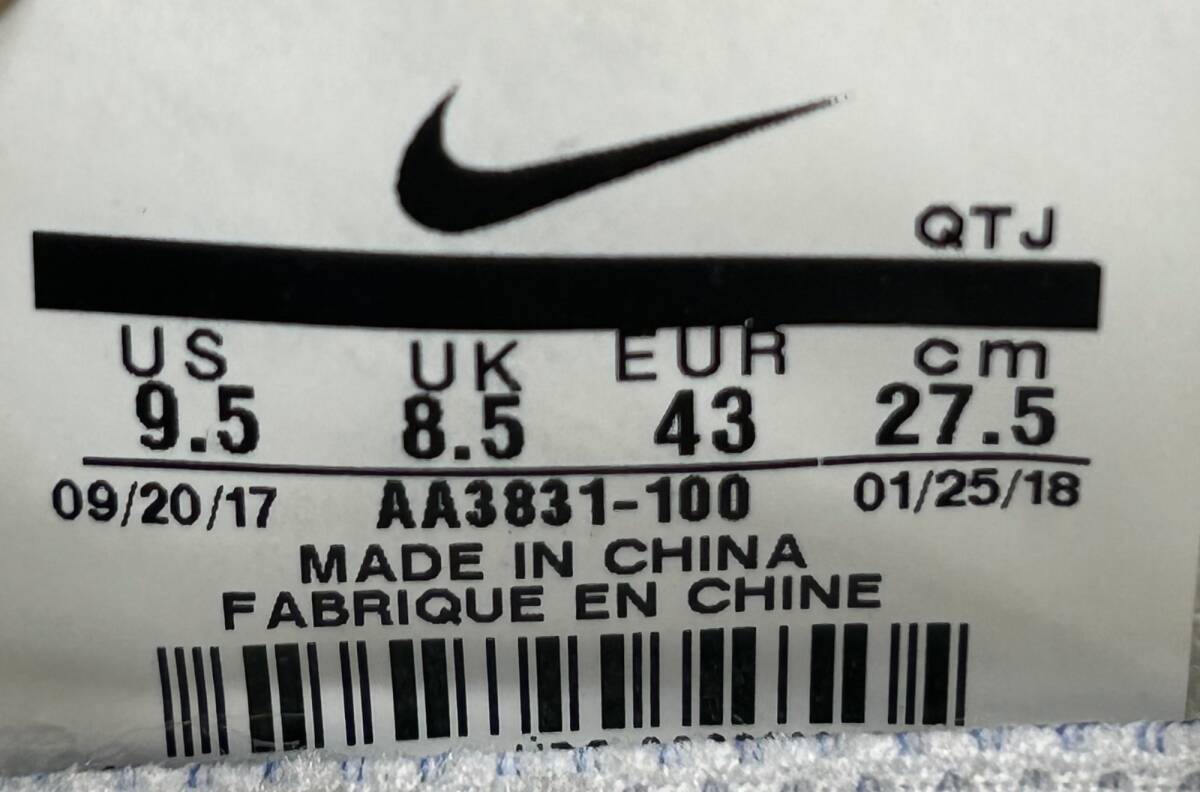 QTJ
US UK EUR cm
9.5 8.5 43 27.5
09/20/17 AA3831-100 01/25/18
MADE IN CHINA
FABRIQUE EN CHINE